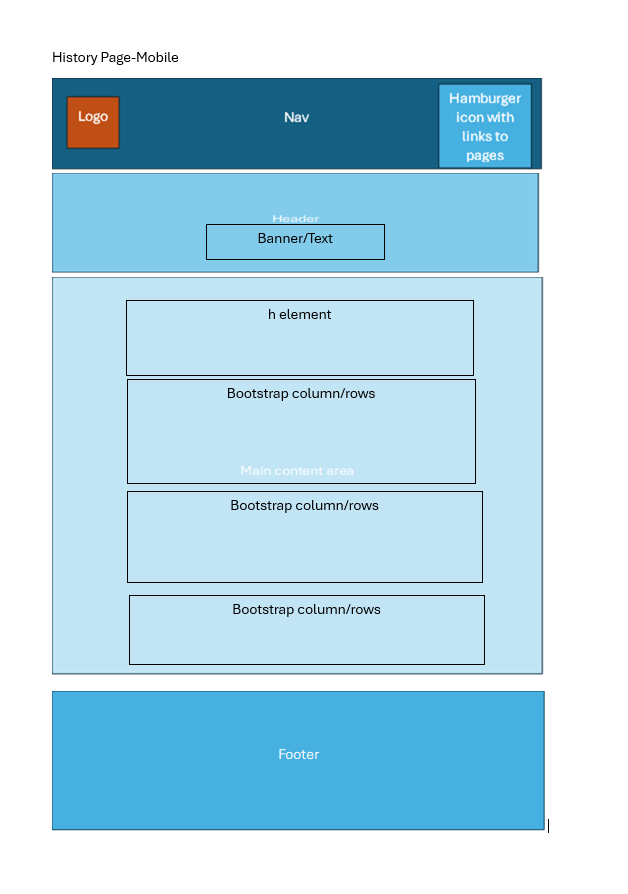 History Page-Mobile
Logo
Nav
Hamburger
icon with
links to
pages
Header
Banner/Text
h element
Bootstrap column/rows
Main content area
Bootstrap column/rows
Bootstrap column/rows
Footer